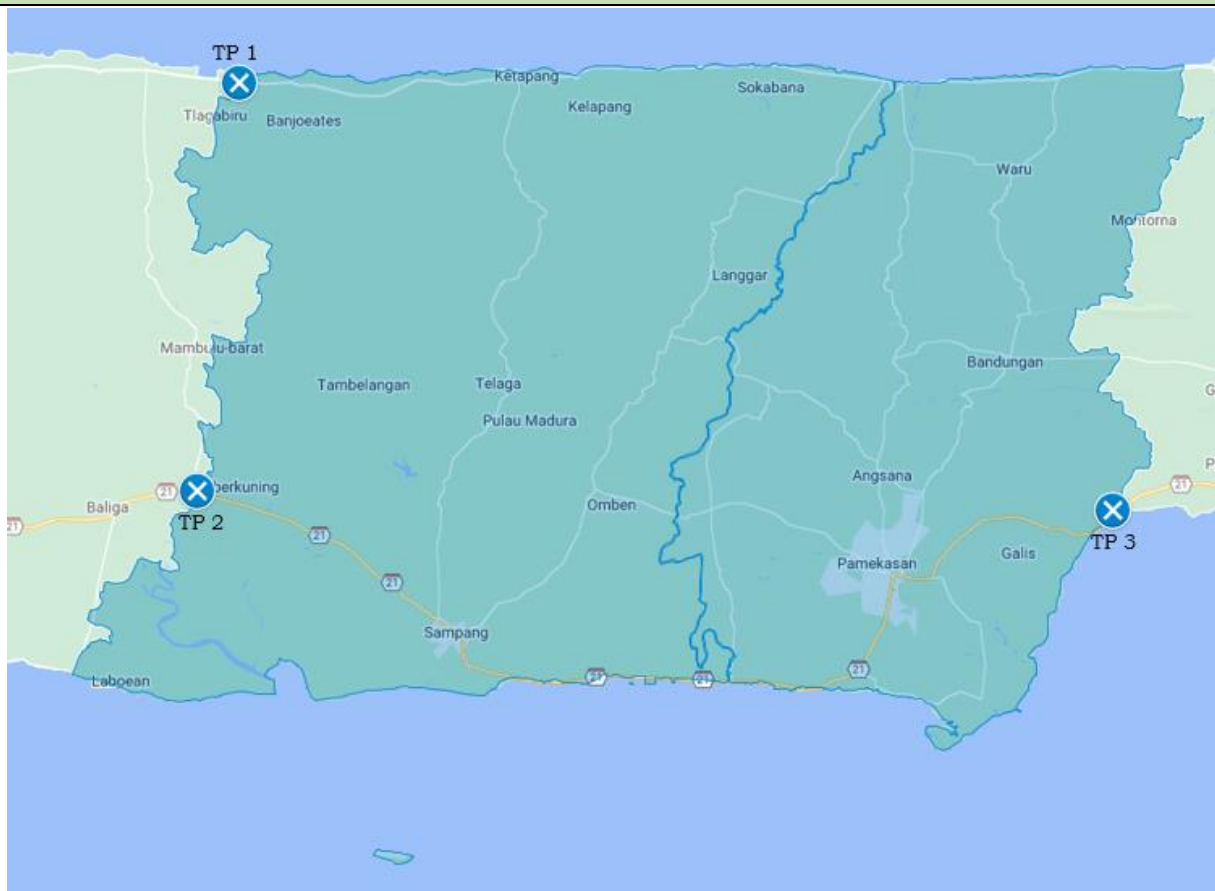 TP 1
Ketapang
Sokabana
Kelapang
Tlagabiru
Banjoeates
Waru
Montorna
Langgar
Mambulu-barat
Bandungan
Tambelangan
Telaga
G
Pulau Madura
P
Angsana
21
21
berkuning
Baliga
Omben
TP 2
21
21
TP 3
Galis
Pamekasan
21
Sampang
21
21
21
Laboean